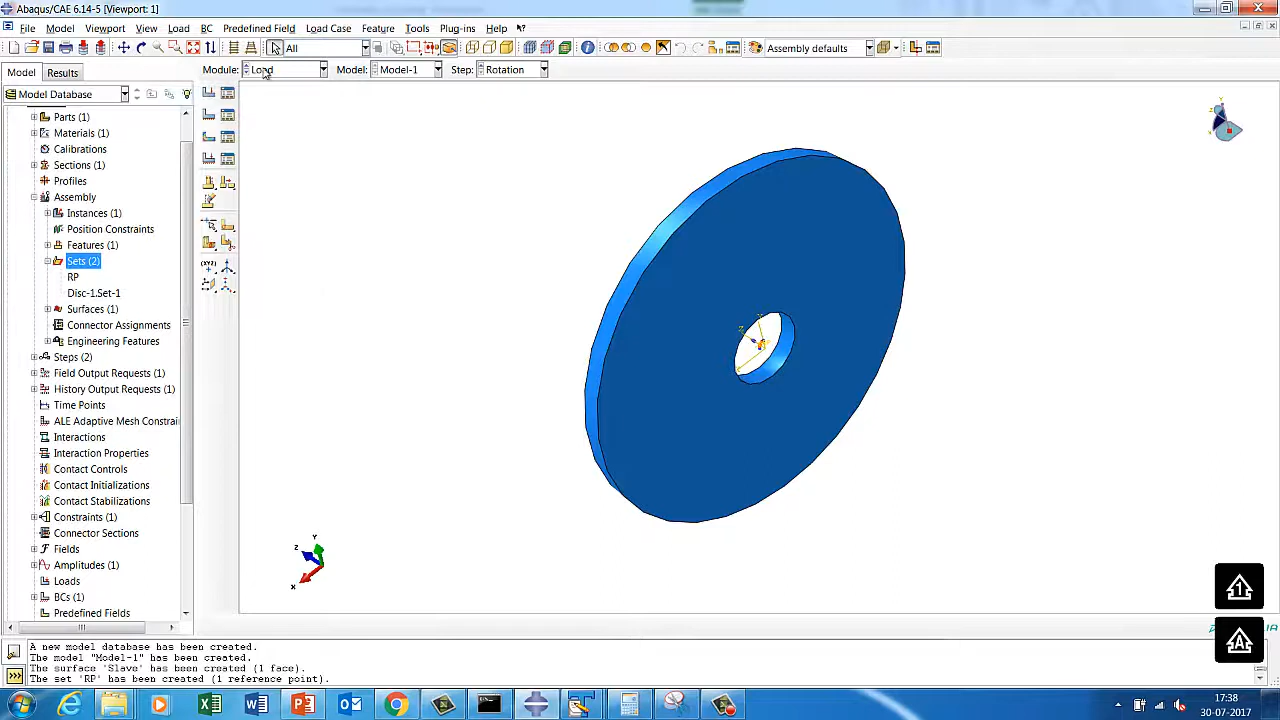 Abaqus/CAE 6.14-5 [Viewport: 1]
File Model Viewport View Load BC Predefined Field Load Case Feature Tools Plug-ins Help
All Assembly defaults
Model Results Module: Load Model: Model-1 Step: Rotation
Model Database
Parts (1)
Materials (1)
Calibrations
Sections (1)
Profiles
Assembly
Instances (1)
Position Constraints
Features (1)
Sets (2)
RP
Disc-1.Set-1
Surfaces (1)
Connector Assignments
Engineering Features
Steps (2)
Field Output Requests (1)
History Output Requests (1)
Time Points
ALE Adaptive Mesh Constrai
Interactions
Interaction Properties
Contact Controls
Contact Initializations
Contact Stabilizations
Constraints (1)
Connector Sections
Fields
Amplitudes (1)
Loads
BCs (1)
Predefined Fields
Y
Z
X
1
A
A new model database has been created.
The model "Model-1" has been created.
The surface 'Slave' has been created (1 face).
The set 'RP' has been created (1 reference point).
17:38
30-07-2017